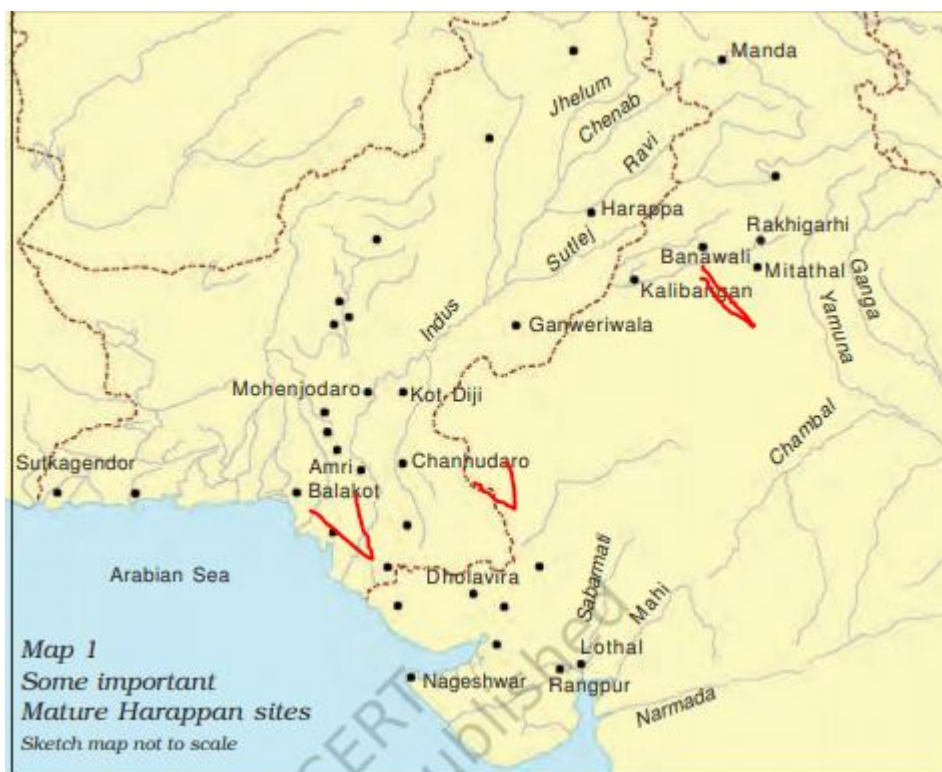 Manda
Jhelum
Chenab
Ravi
Harappa
Rakhigarhi
Sutlej
Banawali
Mitathal
Ganga
Kalibangan
Yamuna
Indus
Ganweriwala
Mohenjodaro
Kot Diji
Chambal
Sutkagendor
Amri
Chanhudaro
Balakot
Arabian Sea
Dholavira
Sabarmati
Mahi
Lothal
Map 1
Nageshwar
Rangpur
Some important
Mature Harappan sites
Narmada
Sketch map not to scale
CERT
published